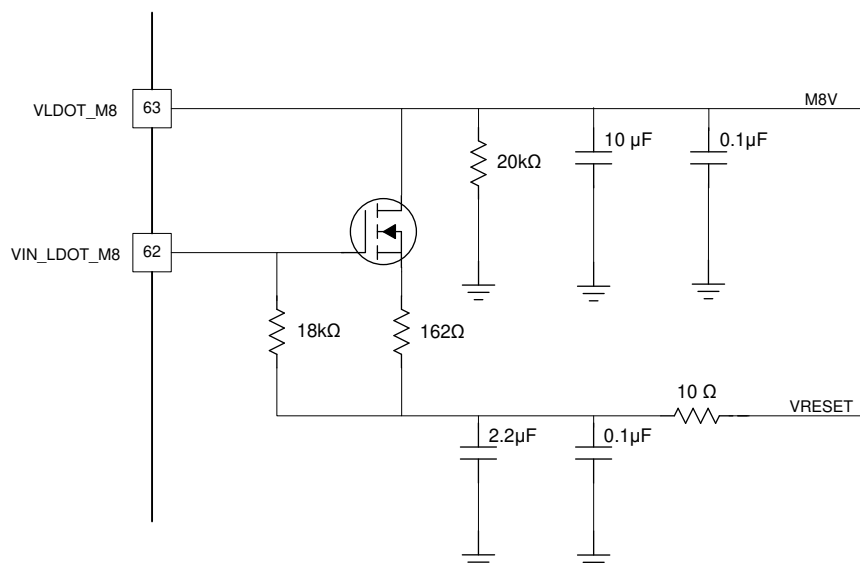 M8V
VLDOT_M8
63
10 µF
0.1µF
20kΩ
VIN_LDOT_M8
62
18kΩ
162Ω
10 Ω
VRESET
2.2µF
0.1µF